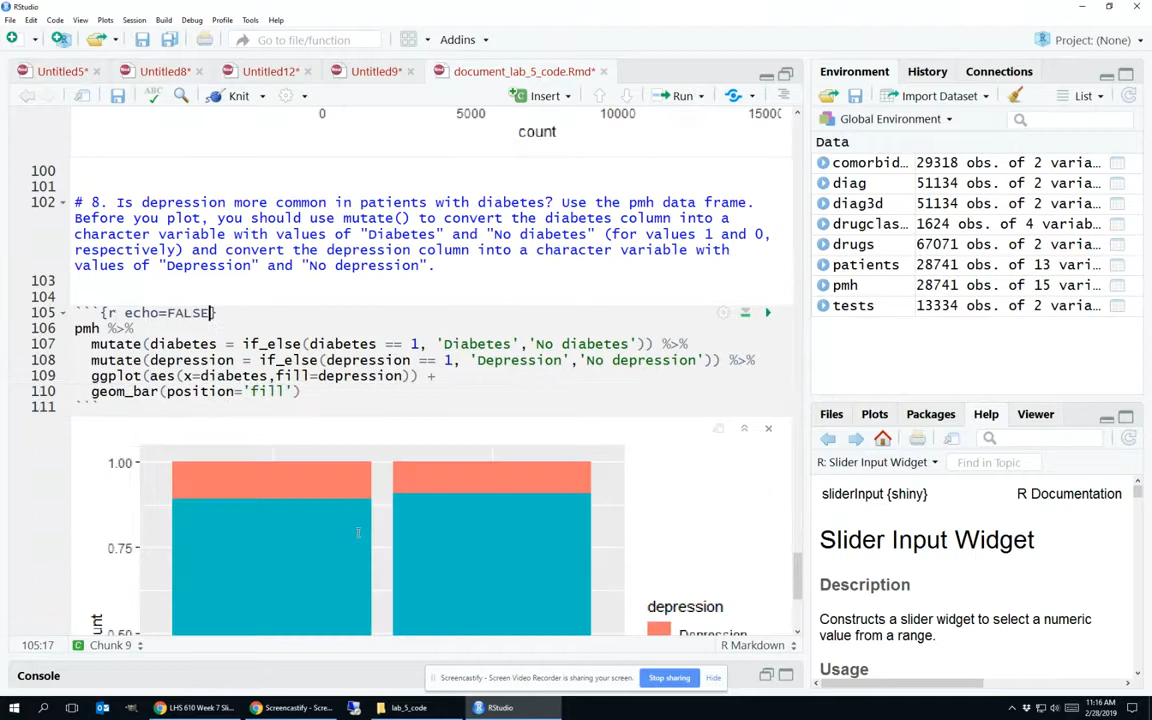 RStudio
File Edit Code View Plots Session Build Debug Profile Tools Help
Go to file/function
Addins
Project: (None)
Untitled5*
Untitled8*
Untitled12*
Untitled9*
document_lab_5_code.Rmd*
Knit
Insert
Run
0 5000 10000 1500
count
100
101
102 # 8. Is depression more common in patients with diabetes? Use the pmh data frame.
Before you plot, you should use mutate() to convert the diabetes column into a
character variable with values of "Diabetes" and "No diabetes" (for values 1 and 0,
respectively) and convert the depression column into a character variable with
values of "Depression" and "No depression".
103
104
105 ```{r echo=FALSE}
106 pmh %>%
107 mutate(diabetes = if_else(diabetes == 1, 'Diabetes','No diabetes')) %>%
108 mutate(depression = if_else(depression == 1, 'Depression','No depression')) %>%
109 ggplot(aes(x=diabetes,fill=depression)) +
110 geom_bar(position='fill')
111 ```
1.00
0.75
0.50
depression
Depression
105:17 Chunk 9 R Markdown
Console
Environment History Connections
Import Dataset List
Global Environment
Data
comorbid… 29318 obs. of 2 varia…
diag 51134 obs. of 2 varia…
diag3d 51134 obs. of 2 varia…
drugclas… 1624 obs. of 4 variab…
drugs 67071 obs. of 2 varia…
patients 28741 obs. of 13 vari…
pmh 28741 obs. of 15 vari…
tests 13334 obs. of 2 varia…
Files Plots Packages Help Viewer
R: Slider Input Widget Find in Topic
sliderInput {shiny} R Documentation
Slider Input Widget
Description
Constructs a slider widget to select a numeric
value from a range.
Usage
Screencastify - Screen Video Recorder is sharing your screen. Stop sharing Hide
LHS 610 Week 7 Sli…
Screencastify - Scre…
lab_5_code
RStudio
11:16 AM
2/28/2019